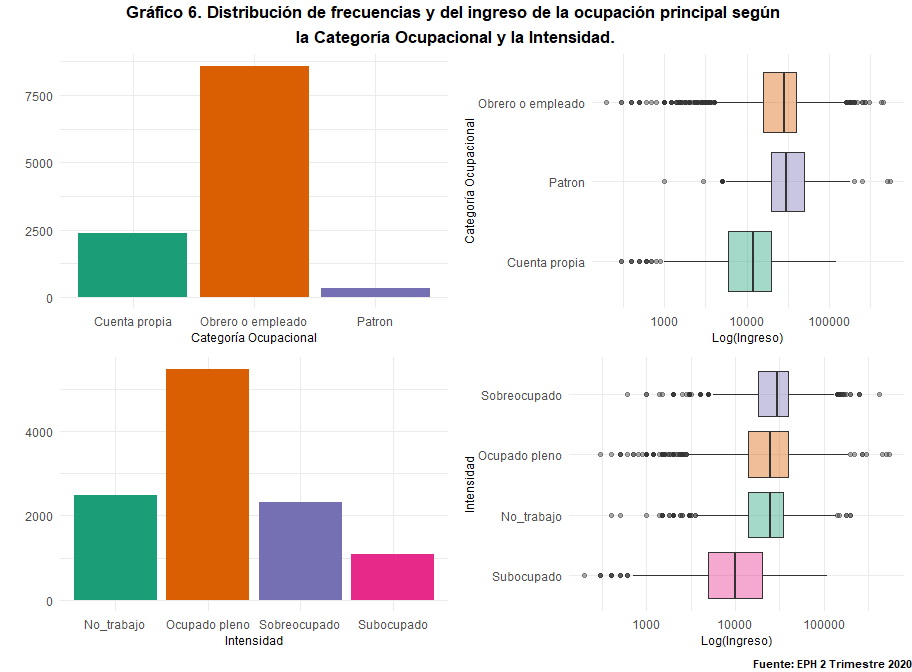 Gráfico 6. Distribución de frecuencias y del ingreso de la ocupación principal según
la Categoría Ocupacional y la Intensidad.
7500
5000
2500
0
Cuenta propia
Obrero o empleado
Patron
Categoría Ocupacional
Categoría Ocupacional
Obrero o empleado
Patron
Cuenta propia
1000
10000
100000
Log(Ingreso)
4000
2000
0
No_trabajo
Ocupado pleno
Sobreocupado
Subocupado
Intensidad
Intensidad
Sobreocupado
Ocupado pleno
No_trabajo
Subocupado
1000
10000
100000
Log(Ingreso)
Fuente: EPH 2 Trimestre 2020